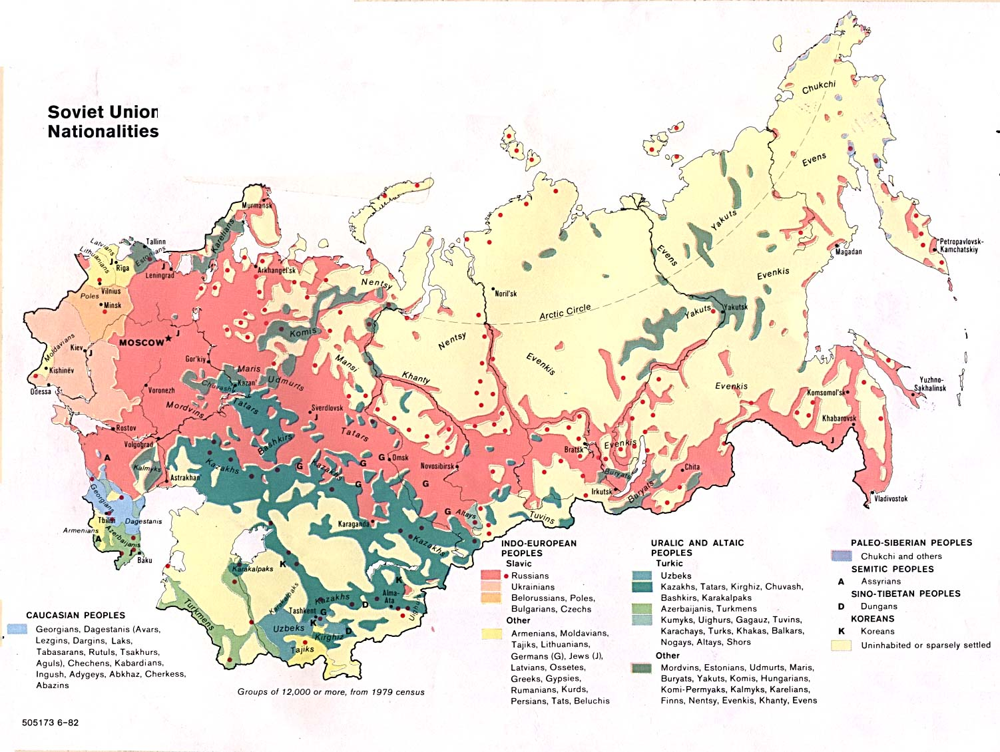 Soviet Union
Nationalities
Murmansk
Karelians
Latvians
Lithuanians
Tallinn
Estonians
J
Riga
J
Leningrad
Arkhangel'sk
Vilnius
Poles
Minsk
MOSCOW
J
Moldavians
Kiev
J
Kishinëv
Odessa
Gor'kiy
Maris
Chuvash
Kazan'
Udmurts
Voronezh
Mordvins
Tatars
Sverdlovsk
J
Rostov
Volgograd
Bashkirs
Tatars
A
Kalmyks
Astrakhan'
Kazakhs
G
Kazakhs
G
G
Omsk
G
Novosibirsk
G
G
Altays
Georgians
Tbilisi
Dagestanis
Armenians
A
Azerbaijanis
J
Baku
Karaganda
Kazakhs
Karakalpaks
K
Karakalpaks
K
Alma-
Ata
Kazakhs
D
Tashkent
G
K
Uzbeks
Kirghiz
D
Uighurs
Turkmens
Tajiks
Nentsy
Komis
Mansi
Khanty
Nentsy
Noril'sk
Arctic Circle
Evenkis
Evens
Yakuts
Yakuts
Yakutsk
Evenkis
Chukchi
Evens
Magadan
Petropavlovsk-
Kamchatskiy
Evenkis
Yuzhno-
Sakhalinsk
Komsomol'sk
Khabarovsk
J
Vladivostok
Bratsk
Evenkis
Buryats
Irkutsk
Buryats
Chita
Tuvins
CAUCASIAN PEOPLES
Georgians, Dagestanis (Avars,
Lezgins, Dargins, Laks,
Tabasarans, Rutuls, Tsakhurs,
Aguls), Chechens, Kabardians,
Ingush, Adygeys, Abkhaz, Cherkess,
Abazins
Groups of 12,000 or more, from 1979 census
505173 6-82
INDO-EUROPEAN
PEOPLES
Slavic
Russians
Ukrainians
Belorussians, Poles,
Bulgarians, Czechs
Other
Armenians, Moldavians,
Tajiks, Lithuanians,
Germans (G), Jews (J),
Latvians, Ossetes,
Greeks, Gypsies,
Rumanians, Kurds,
Persians, Tats, Beluchis
URALIC AND ALTAIC
PEOPLES
Turkic
Uzbeks
Kazakhs, Tatars, Kirghiz, Chuvash,
Bashkirs, Karakalpaks
Azerbaijanis, Turkmens
Kumyks, Uighurs, Gagauz, Tuvins,
Karachays, Turks, Khakas, Balkars,
Nogays, Altays, Shors
Other
Mordvins, Estonians, Udmurts, Maris,
Buryats, Yakuts, Komis, Hungarians,
Komi-Permyaks, Kalmyks, Karelians,
Finns, Nentsy, Evenkis, Khanty, Evens
PALEO-SIBERIAN PEOPLES
Chukchi and others
SEMITIC PEOPLES
A Assyrians
SINO-TIBETAN PEOPLES
D Dungans
KOREANS
K Koreans
Uninhabited or sparsely settled